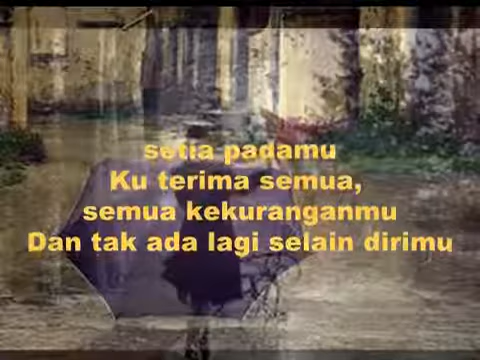 setia padamu
Ku terima semua,
semua kekuranganmu
Dan tak ada lagi selain dirimu